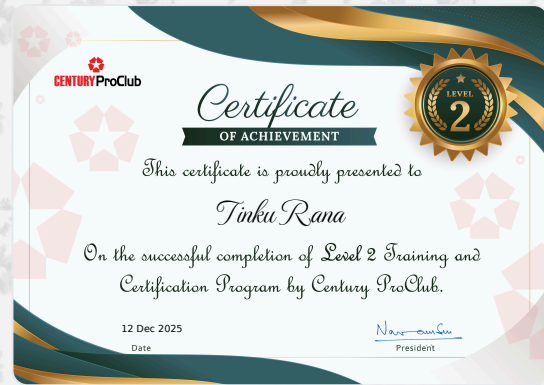 CENTURY ProClub
LEVEL
2
Certificate
OF ACHIEVEMENT
This certificate is proudly presented to
Tinku Rana
On the successful completion of Level 2 Training and
Certification Program by Century ProClub.
12 Dec 2025
Date
President